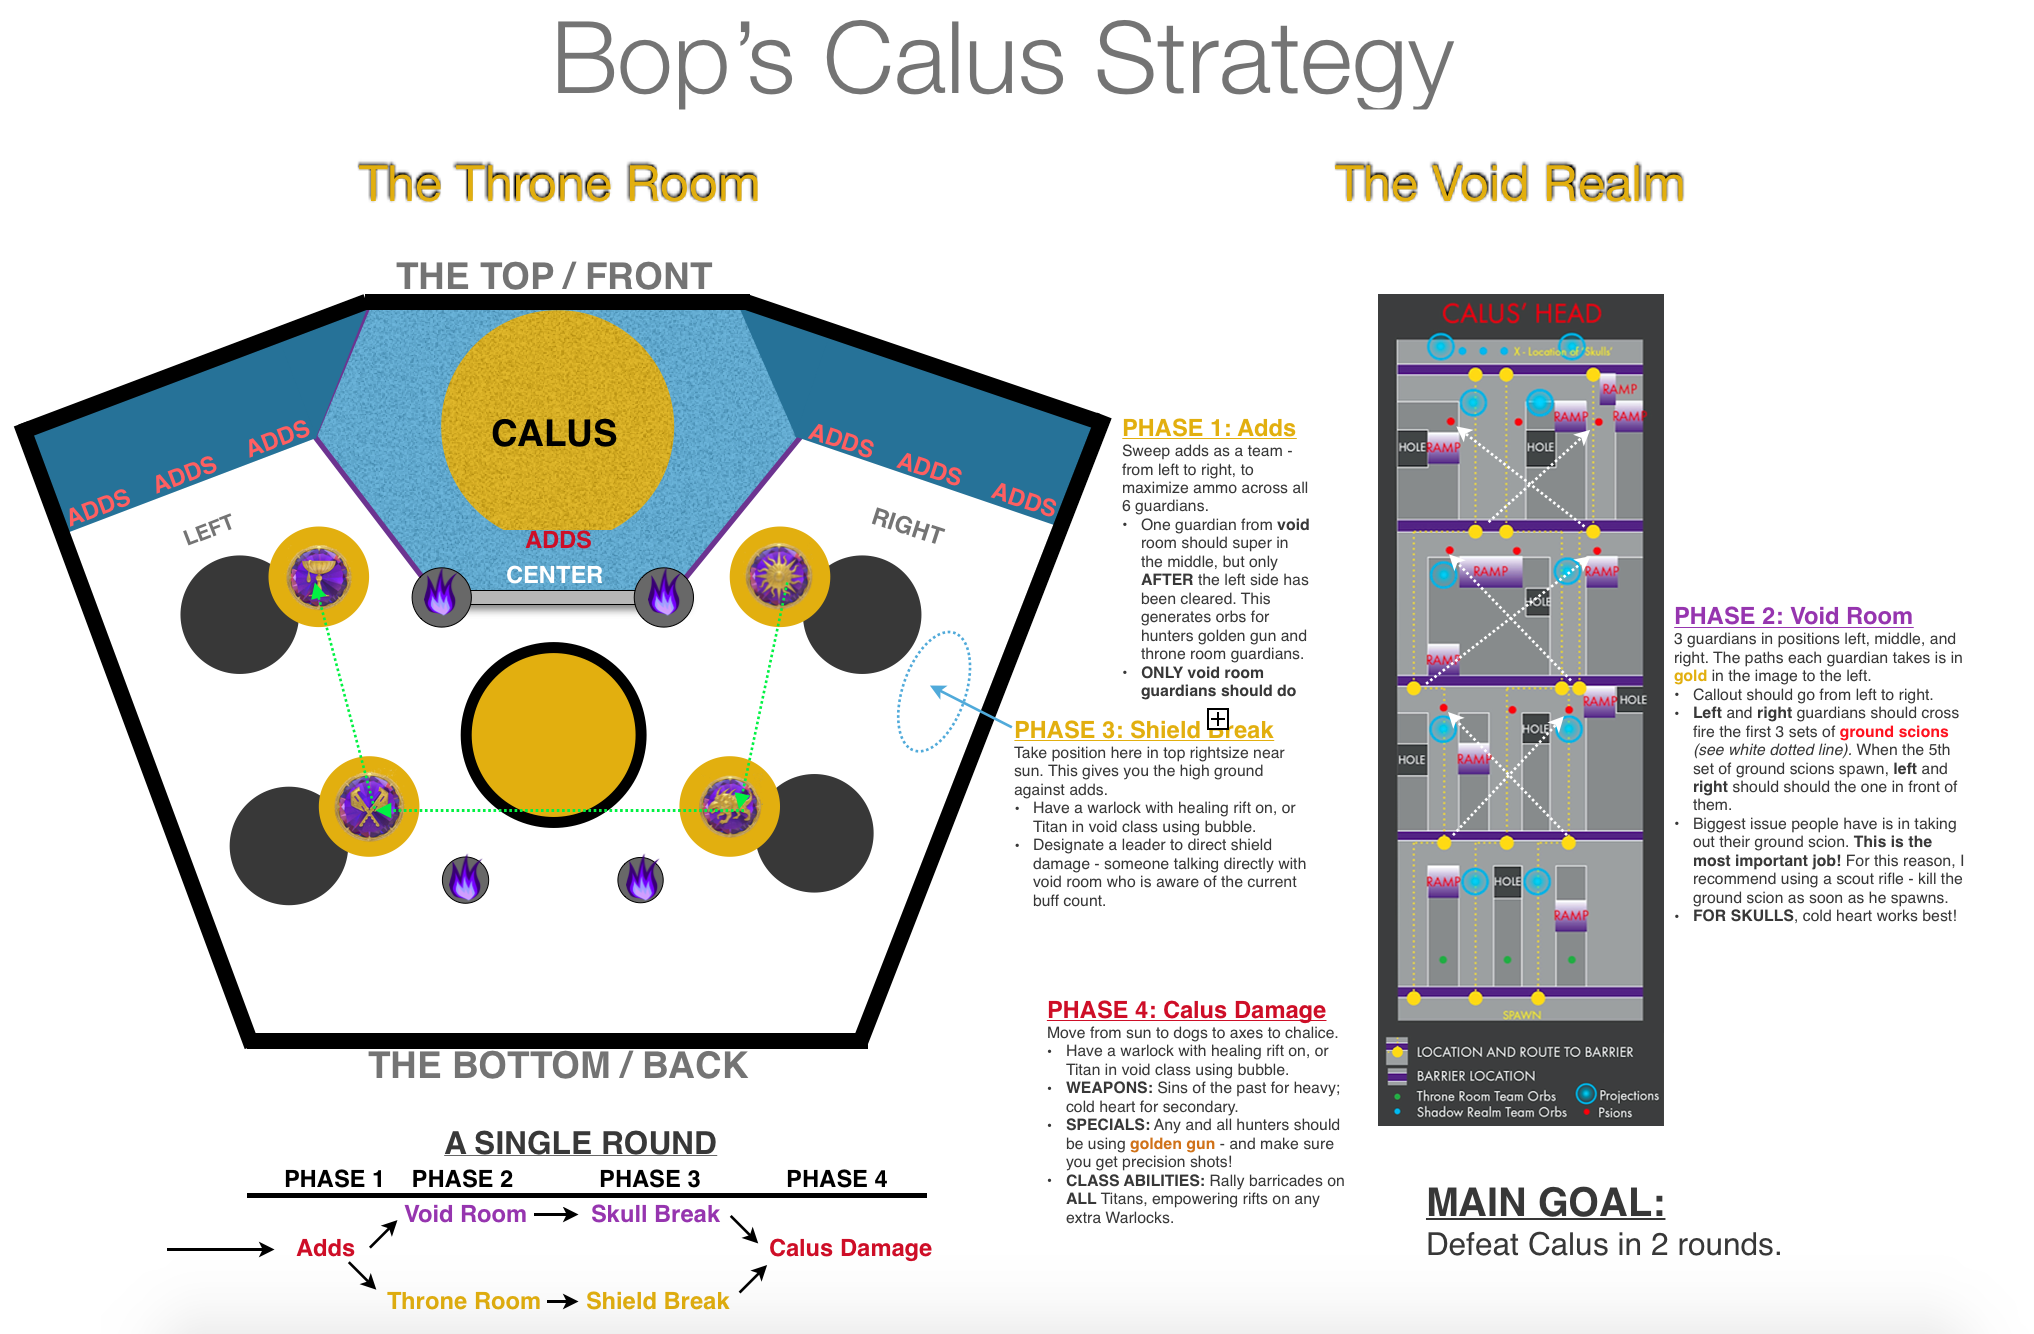 Bop's Calus Strategy
The Throne Room
The Void Realm
THE TOP / FRONT
CALUS
ADDS
ADDS
ADDS
ADDS
ADDS
ADDS
LEFT
RIGHT
ADDS
CENTER
THE BOTTOM / BACK
PHASE 1: Adds
Sweep adds as a team -
from left to right, to
maximize ammo across all
6 guardians.
• One guardian from void
room should super in
the middle, but only
AFTER the left side has
been cleared. This
generates orbs for
hunters golden gun and
throne room guardians.
• ONLY void room
guardians should do
PHASE 3: Shield Break
Take position here in top rightsize near
sun. This gives you the high ground
against adds.
• Have a warlock with healing rift on, or
Titan in void class using bubble.
• Designate a leader to direct shield
damage - someone talking directly with
void room who is aware of the current
buff count.
PHASE 4: Calus Damage
Move from sun to dogs to axes to chalice.
• Have a warlock with healing rift on, or
Titan in void class using bubble.
• WEAPONS: Sins of the past for heavy;
cold heart for secondary.
• SPECIALS: Any and all hunters should
be using golden gun - and make sure
you get precision shots!
• CLASS ABILITIES: Rally barricades on
ALL Titans, empowering rifts on any
extra Warlocks.
CALUS' HEAD
X - Location of 'Skulls'
RAMP
RAMP
RAMP
HOLE
RAMP
HOLE
RAMP
RAMP
HOLE
RAMP
RAMP
HOLE
HOLE
HOLE
RAMP
RAMP
HOLE
RAMP
SPAWN
LOCATION AND ROUTE TO BARRIER
BARRIER LOCATION
Throne Room Team Orbs
Projections
Shadow Realm Team Orbs
Psions
PHASE 2: Void Room
3 guardians in positions left, middle, and
right. The paths each guardian takes is in
gold in the image to the left.
• Callout should go from left to right.
• Left and right guardians should cross
fire the first 3 sets of ground scions
(see white dotted line). When the 5th
set of ground scions spawn, left and
right should should the one in front of
them.
• Biggest issue people have is in taking
out their ground scion. This is the
most important job! For this reason, I
recommend using a scout rifle - kill the
ground scion as soon as he spawns.
• FOR SKULLS, cold heart works best!
A SINGLE ROUND
PHASE 1 PHASE 2 PHASE 3 PHASE 4
Void Room Skull Break
Adds Calus Damage
Throne Room Shield Break
MAIN GOAL:
Defeat Calus in 2 rounds.